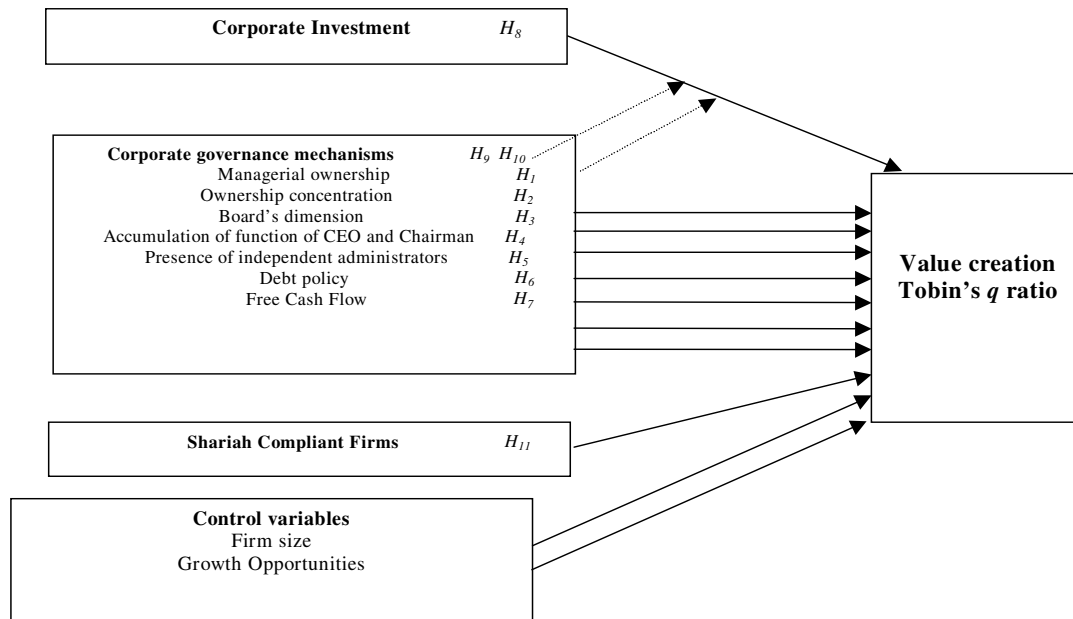 Corporate Investment H8
Corporate governance mechanisms H9 H10
Managerial ownership H1
Ownership concentration H2
Board's dimension H3
Accumulation of function of CEO and Chairman H4
Presence of independent administrators H5
Debt policy H6
Free Cash Flow H7
Value creation
Tobin's q ratio
Shariah Compliant Firms H11
Control variables
Firm size
Growth Opportunities